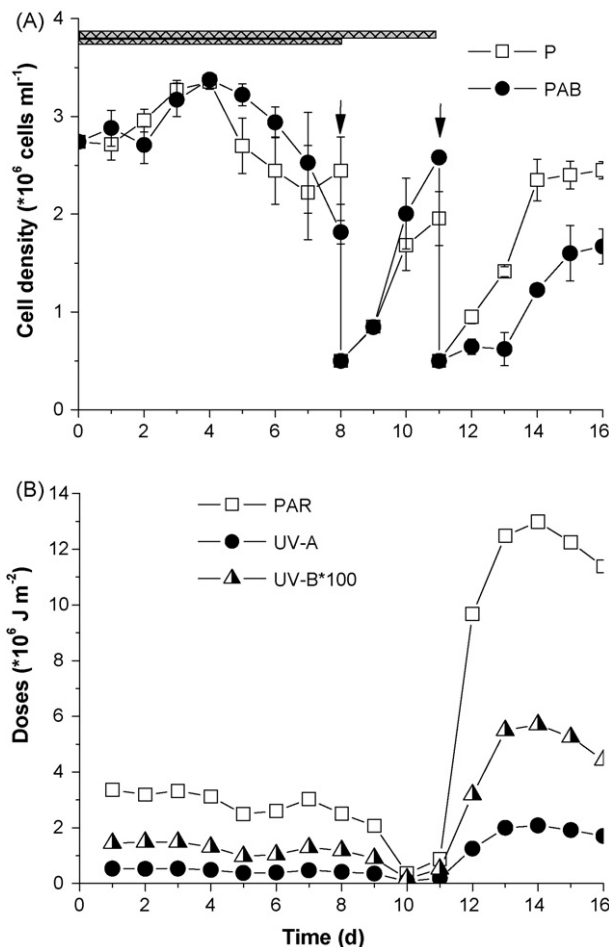 (A)
4
3
2
1
0
Cell density (*10⁶ cells ml⁻¹)
P
PAB
0 2 4 6 8 10 12 14 16
(B)
14
12
10
8
6
4
2
0
Doses (*10⁶ J m⁻²)
PAR
UV-A
UV-B*100
0 2 4 6 8 10 12 14 16
Time (d)